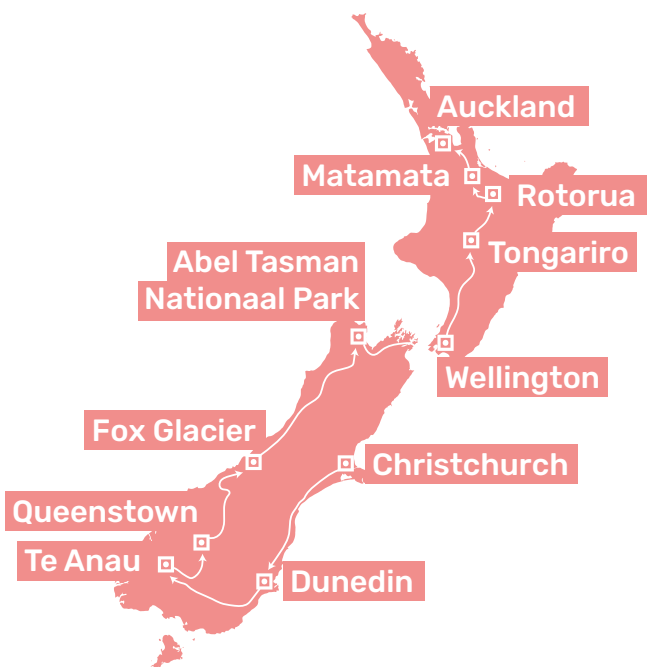 Auckland
Matamata
Rotorua
Abel Tasman
Nationaal Park
Tongariro
Wellington
Fox Glacier
Christchurch
Queenstown
Te Anau
Dunedin